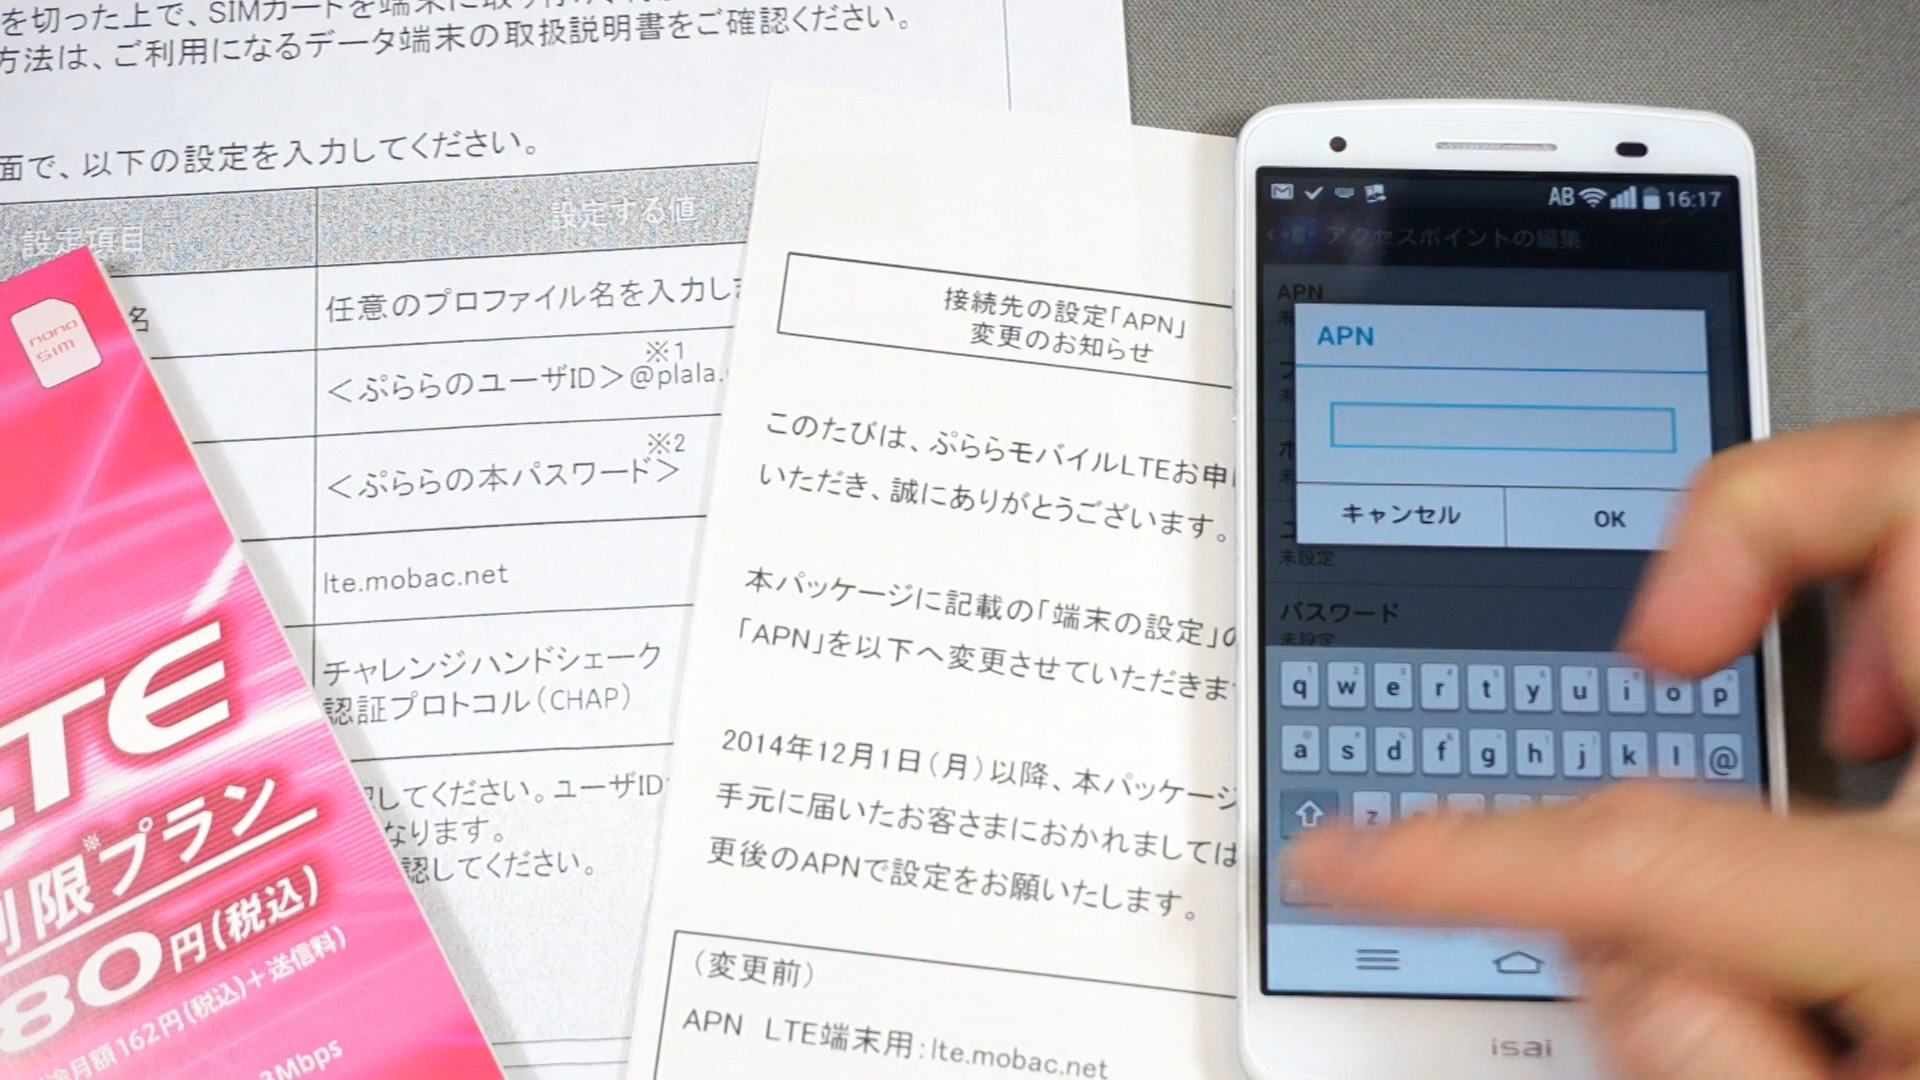 を切った上で、SIMカードを端末に取り付け
方法は、ご利用になるデータ端末の取扱説明書をご確認ください。
面で、以下の設定を入力してください。
設定項目
設定する値
名
任意のプロファイル名を入力しま
※1
＜ぷららのユーザID＞@plala.
※2
＜ぷららの本パスワード＞
lte.mobac.net
チャレンジハンドシェーク
認証プロトコル（CHAP）
してください。ユーザID
なります。
認してください。
nano
SIM
LTE
制限※プラン
80円(税込)
月額162円(税込)+送信料)
3Mbps
接続先の設定「APN」
変更のお知らせ
このたびは、ぷららモバイルLTEお申
いただき、誠にありがとうございます。
本パッケージに記載の「端末の設定」の
「APN」を以下へ変更させていただきま
2014年12月1日（月）以降、本パッケージ
手元に届いたお客さまにおかれましては
更後のAPNで設定をお願いたします。
（変更前）
APN LTE端末用：lte.mobac.net
AB 16:17
アクセスポイントの編集
APN
APN
キャンセル
OK
未設定
パスワード
未設定
q w e r t y u i o p
a s d f g h j k l @
z
isai